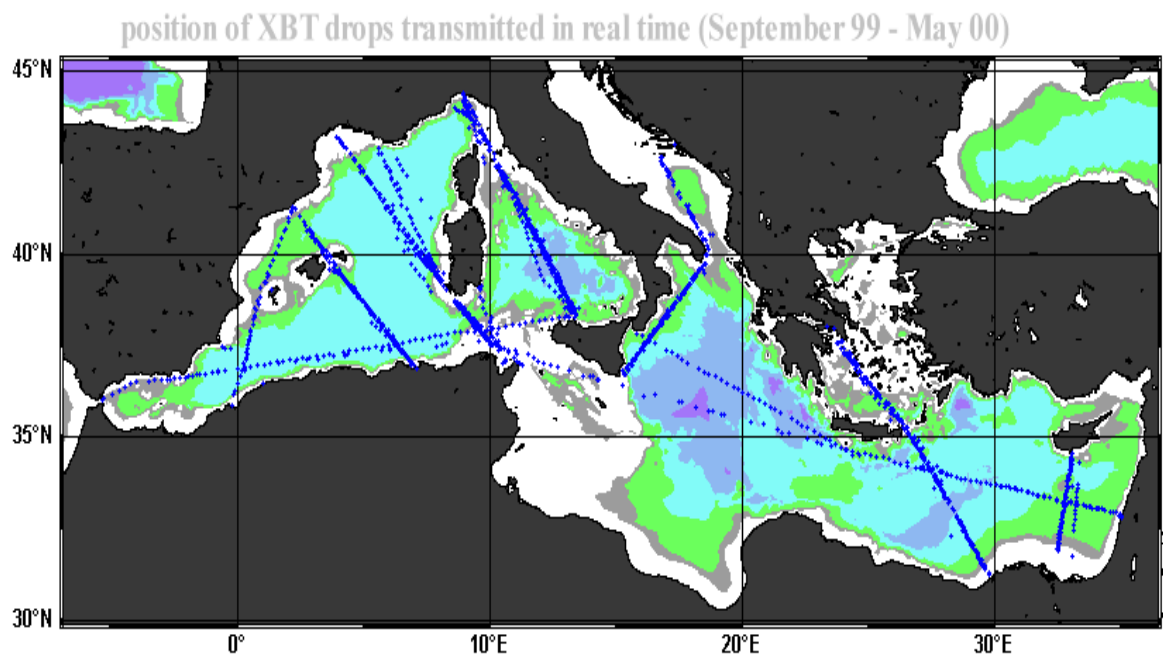 position of XBT drops transmitted in real time (September 99 - May 00)
45°N
40°N
35°N
30°N
0°
10°E
20°E
30°E